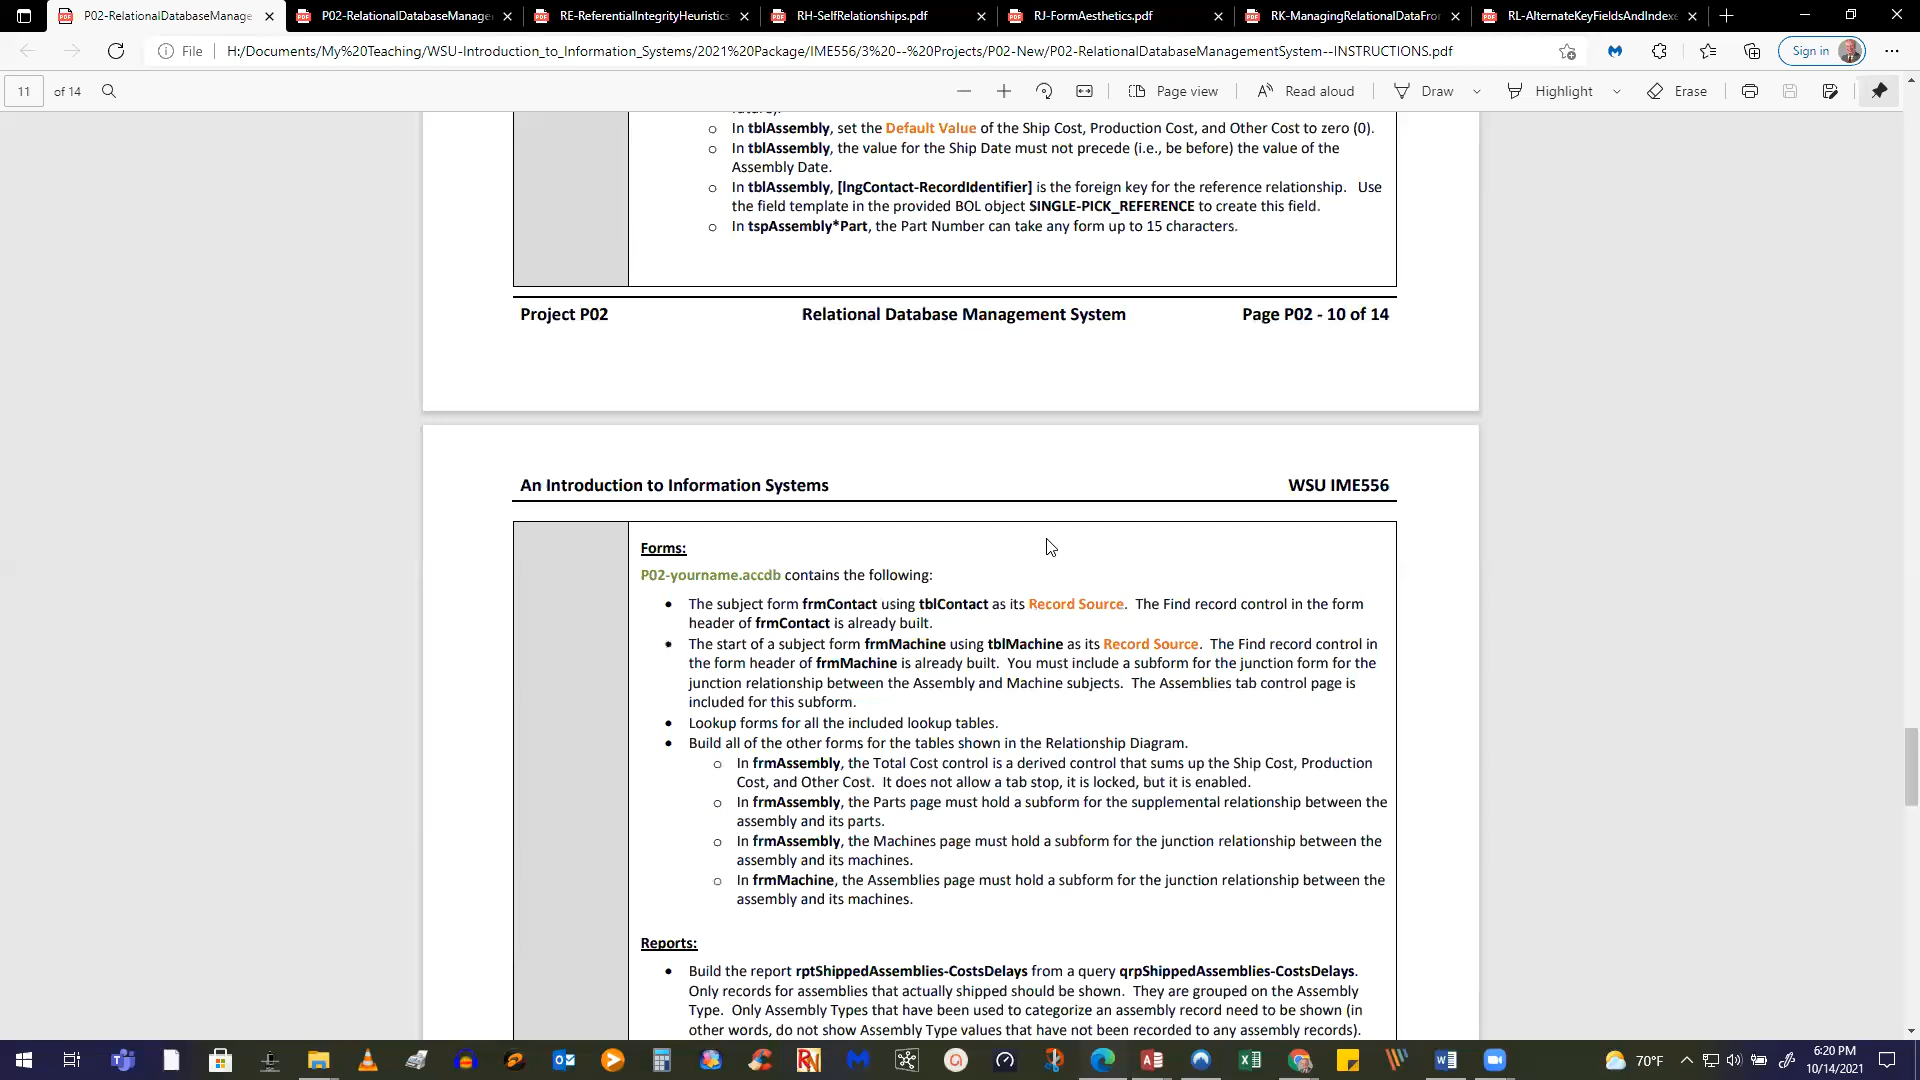 P02-RelationalDatabaseManage
P02-RelationalDatabaseManage
RE-ReferentialIntegrityHeuristics
RH-SelfRelationships.pdf
RJ-FormAesthetics.pdf
RK-ManagingRelationalDataFro
RL-AlternateKeyFieldsAndIndexe
File
H:/Documents/My%20Teaching/WSU-Introduction_to_Information_Systems/2021%20Package/IME556/3%20--%20Projects/P02-New/P02-RelationalDatabaseManagementSystem--INSTRUCTIONS.pdf
Sign in
11 of 14
Page view
Read aloud
Draw
Highlight
Erase
o In tblAssembly, set the Default Value of the Ship Cost, Production Cost, and Other Cost to zero (0).
o In tblAssembly, the value for the Ship Date must not precede (i.e., be before) the value of the
Assembly Date.
o In tblAssembly, [lngContact-RecordIdentifier] is the foreign key for the reference relationship. Use
the field template in the provided BOL object SINGLE-PICK_REFERENCE to create this field.
o In tspAssembly*Part, the Part Number can take any form up to 15 characters.
Project P02 Relational Database Management System Page P02 - 10 of 14
An Introduction to Information Systems WSU IME556
Forms:
P02-yourname.accdb contains the following:
• The subject form frmContact using tblContact as its Record Source. The Find record control in the form
header of frmContact is already built.
• The start of a subject form frmMachine using tblMachine as its Record Source. The Find record control in
the form header of frmMachine is already built. You must include a subform for the junction form for the
junction relationship between the Assembly and Machine subjects. The Assemblies tab control page is
included for this subform.
• Lookup forms for all the included lookup tables.
• Build all of the other forms for the tables shown in the Relationship Diagram.
o In frmAssembly, the Total Cost control is a derived control that sums up the Ship Cost, Production
Cost, and Other Cost. It does not allow a tab stop, it is locked, but it is enabled.
o In frmAssembly, the Parts page must hold a subform for the supplemental relationship between the
assembly and its parts.
o In frmAssembly, the Machines page must hold a subform for the junction relationship between the
assembly and its machines.
o In frmMachine, the Assemblies page must hold a subform for the junction relationship between the
assembly and its machines.
Reports:
• Build the report rptShippedAssemblies-CostsDelays from a query qrpShippedAssemblies-CostsDelays.
Only records for assemblies that actually shipped should be shown. They are grouped on the Assembly
Type. Only Assembly Types that have been used to categorize an assembly record need to be shown (in
other words, do not show Assembly Type values that have not been recorded to any assembly records).
70°F
6:20 PM
10/14/2021